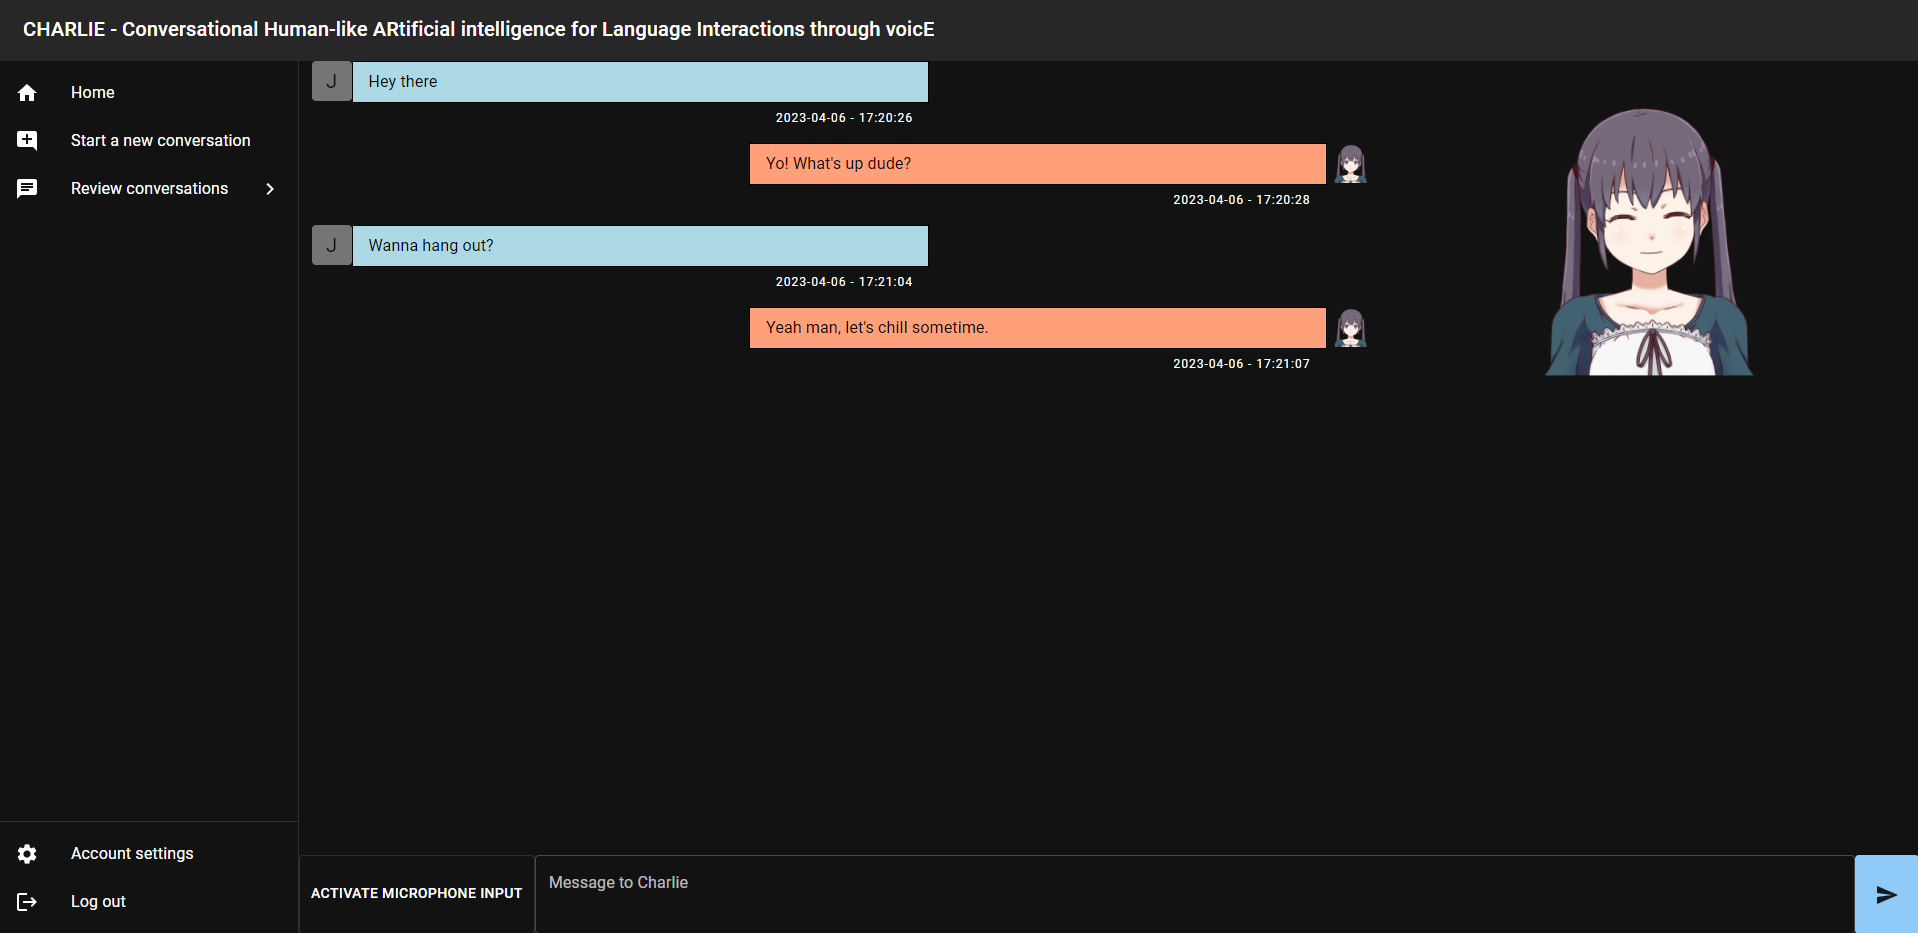 CHARLIE - Conversational Human-like ARtificial intelligence for Language Interactions through voicE
Home
Start a new conversation
Review conversations
Account settings
Log out
J
Hey there
2023-04-06 - 17:20:26
Yo! What's up dude?
2023-04-06 - 17:20:28
J
Wanna hang out?
2023-04-06 - 17:21:04
Yeah man, let's chill sometime.
2023-04-06 - 17:21:07
ACTIVATE MICROPHONE INPUT
Message to Charlie